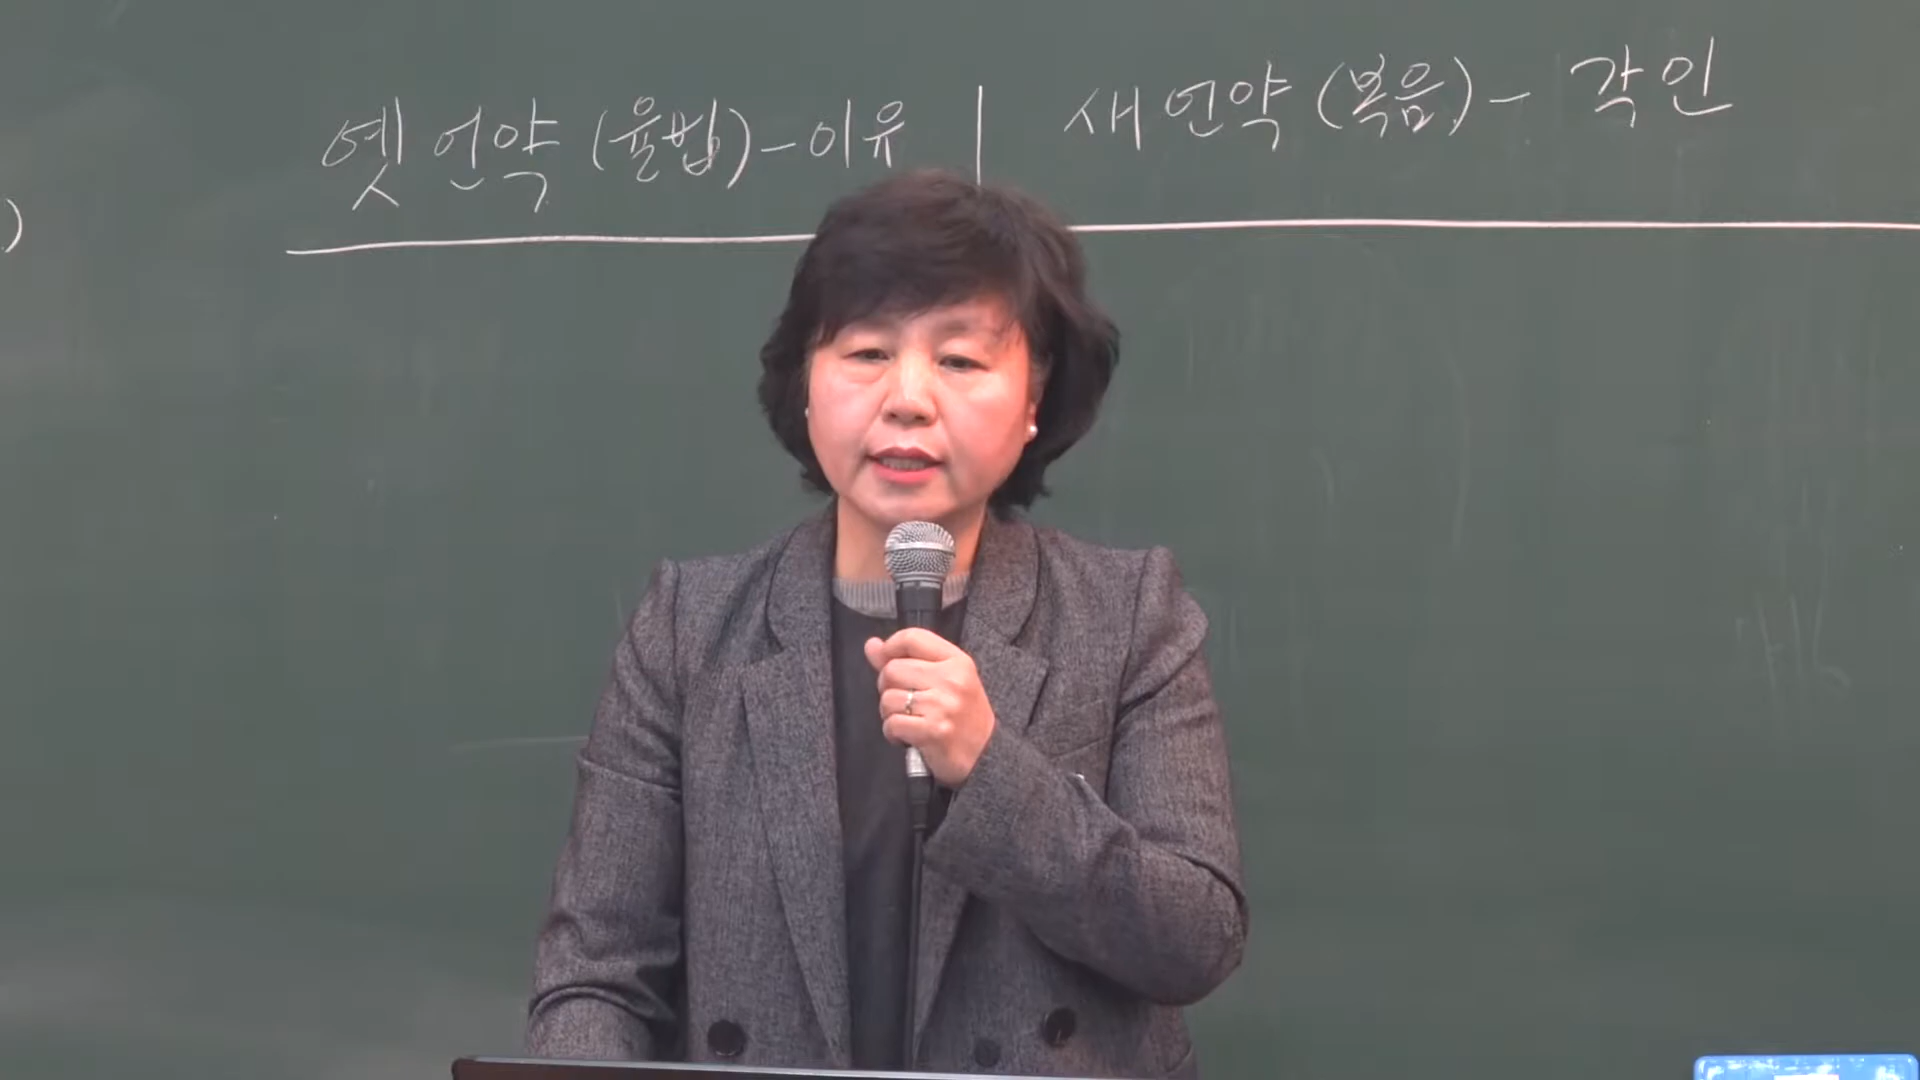 옛 언약 (율법) - 이유 | 새 언약 (복음) - 각인
)